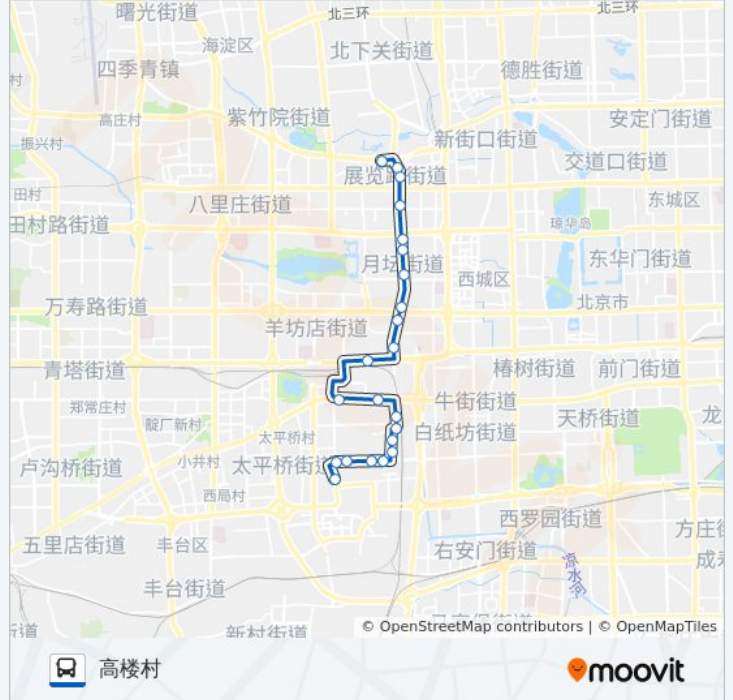 曙光街道
北三环
北三环
海淀区
北下关街道
四季青镇
德胜街道
村
高庄村
紫竹院街道
安定门街道
振兴村
新街口街道
交道口街道
展览路街道
田村
八里庄街道
东城区
田村路街道
琼华岛
月坛街道
东华门街道
西城区
万寿路街道
北京市
羊坊店街道
青塔街道
椿树街道
前门街道
郑常庄村
牛街街道
天桥街道
龙
靛厂新村
太平桥村
白纸坊街道
卢沟桥街道
小井村
太平桥街道
西局村
西罗园街道
方庄街
五里店街道
丰台区
右安门街道
成寿
凉水河
丰台街道
街道
新村街道
© OpenStreetMap contributors | © OpenMapTiles
高楼村
moovit